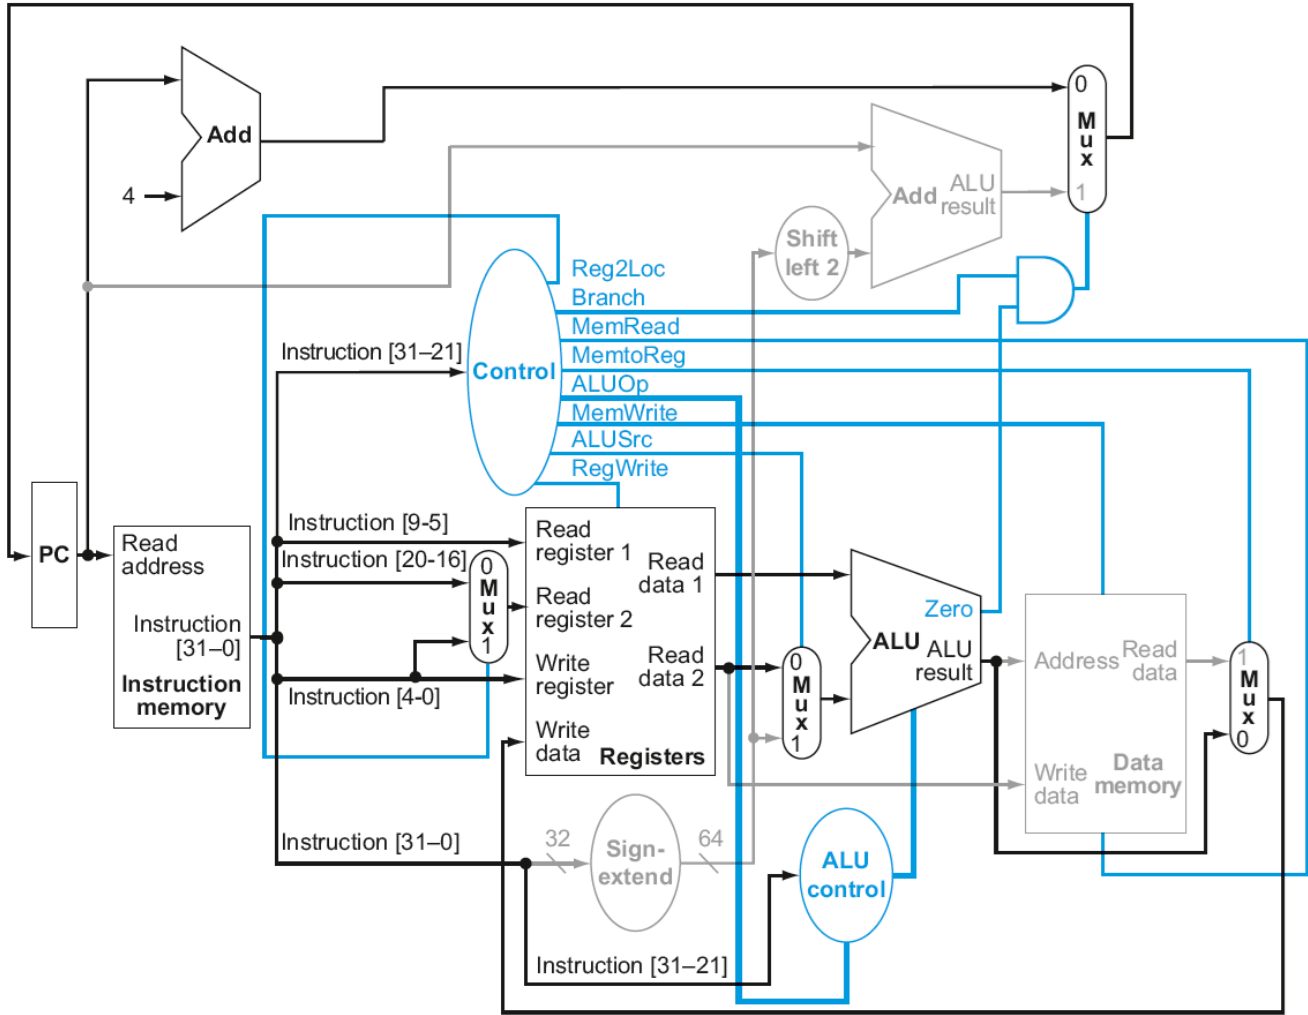 0
M
u
x
1
Add
4
Add
ALU
result
Shift
left 2
Reg2Loc
Branch
MemRead
MemtoReg
ALUOp
MemWrite
ALUSrc
RegWrite
Control
Instruction [31–21]
PC
Read
address
Instruction
[31–0]
Instruction
memory
Instruction [9-5]
Instruction [20-16]
Instruction [4-0]
0
M
u
x
1
Read
register 1
Read
register 2
Write
register
Write
data
Read
data 1
Read
data 2
Registers
0
M
u
x
1
Zero
ALU
ALU
result
Address
Read
data
Write
data
Data
memory
1
M
u
x
0
Instruction [31–0]
32
Sign-
extend
64
ALU
control
Instruction [31–21]